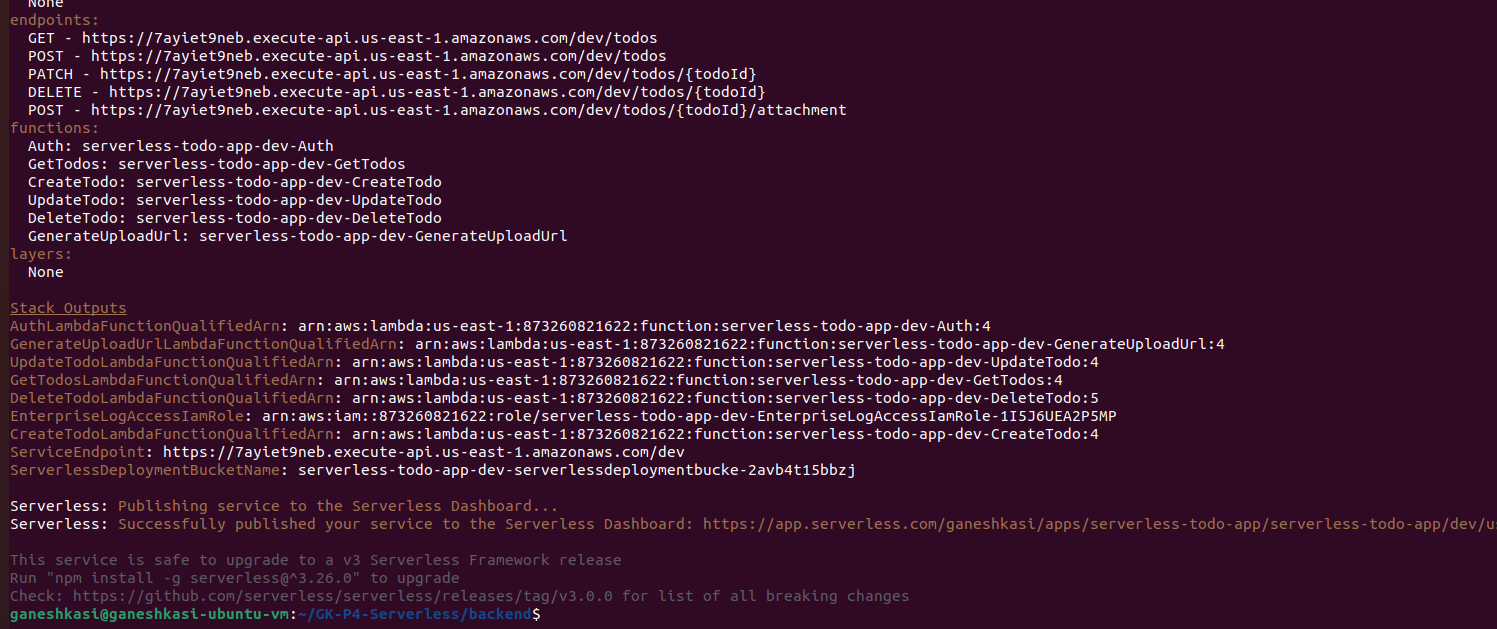 None
endpoints:
  GET - https://7ayiet9neb.execute-api.us-east-1.amazonaws.com/dev/todos
  POST - https://7ayiet9neb.execute-api.us-east-1.amazonaws.com/dev/todos
  PATCH - https://7ayiet9neb.execute-api.us-east-1.amazonaws.com/dev/todos/{todoId}
  DELETE - https://7ayiet9neb.execute-api.us-east-1.amazonaws.com/dev/todos/{todoId}
  POST - https://7ayiet9neb.execute-api.us-east-1.amazonaws.com/dev/todos/{todoId}/attachment
functions:
  Auth: serverless-todo-app-dev-Auth
  GetTodos: serverless-todo-app-dev-GetTodos
  CreateTodo: serverless-todo-app-dev-CreateTodo
  UpdateTodo: serverless-todo-app-dev-UpdateTodo
  DeleteTodo: serverless-todo-app-dev-DeleteTodo
  GenerateUploadUrl: serverless-todo-app-dev-GenerateUploadUrl
layers:
  None
Stack Outputs
AuthLambdaFunctionQualifiedArn: arn:aws:lambda:us-east-1:873260821622:function:serverless-todo-app-dev-Auth:4
GenerateUploadUrlLambdaFunctionQualifiedArn: arn:aws:lambda:us-east-1:873260821622:function:serverless-todo-app-dev-GenerateUploadUrl:4
UpdateTodoLambdaFunctionQualifiedArn: arn:aws:lambda:us-east-1:873260821622:function:serverless-todo-app-dev-UpdateTodo:4
GetTodosLambdaFunctionQualifiedArn: arn:aws:lambda:us-east-1:873260821622:function:serverless-todo-app-dev-GetTodos:4
DeleteTodoLambdaFunctionQualifiedArn: arn:aws:lambda:us-east-1:873260821622:function:serverless-todo-app-dev-DeleteTodo:5
EnterpriseLogAccessIamRole: arn:aws:iam::873260821622:role/serverless-todo-app-dev-EnterpriseLogAccessIamRole-1I5J6UEA2P5MP
CreateTodoLambdaFunctionQualifiedArn: arn:aws:lambda:us-east-1:873260821622:function:serverless-todo-app-dev-CreateTodo:4
ServiceEndpoint: https://7ayiet9neb.execute-api.us-east-1.amazonaws.com/dev
ServerlessDeploymentBucketName: serverless-todo-app-dev-serverlessdeploymentbucke-2avb4t15bbzj
Serverless: Publishing service to the Serverless Dashboard...
Serverless: Successfully published your service to the Serverless Dashboard: https://app.serverless.com/ganeshkasi/apps/serverless-todo-app/serverless-todo-app/dev/us
This service is safe to upgrade to a v3 Serverless Framework release
Run "npm install -g serverless@^3.26.0" to upgrade
Check: https://github.com/serverless/serverless/releases/tag/v3.0.0 for list of all breaking changes
ganeshkasi@ganeshkasi-ubuntu-vm:~/GK-P4-Serverless/backend$